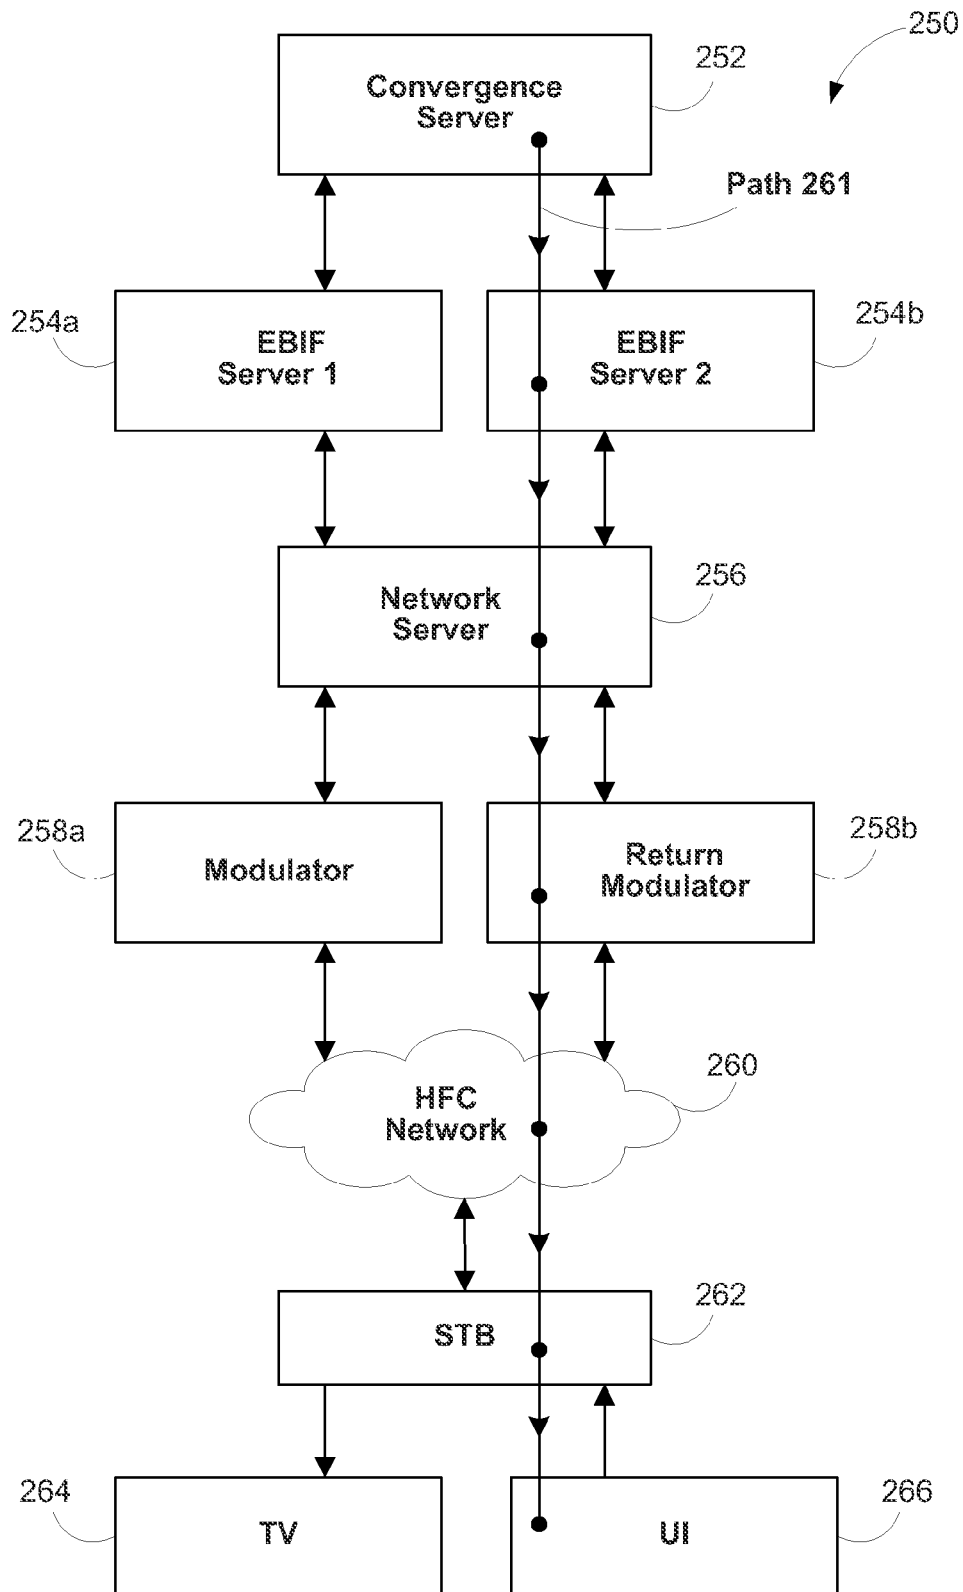 250
Convergence
Server
252
Path 261
254a
EBIF
Server 1
EBIF
Server 2
254b
Network
Server
256
258a
Modulator
Return
Modulator
258b
HFC
Network
260
STB
262
264
TV
UI
266